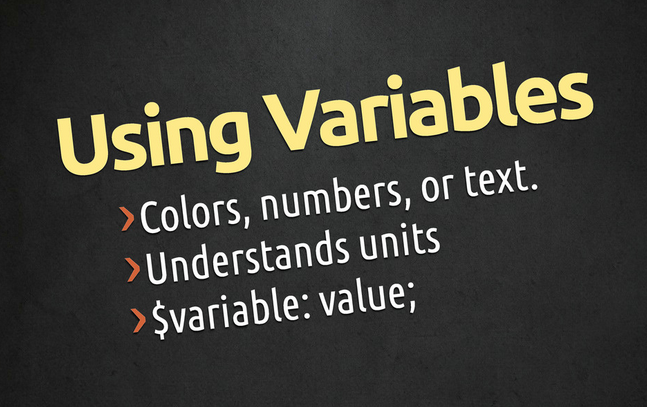 Using Variables
›Colors, numbers, or text.
›Understands units
›$variable: value;